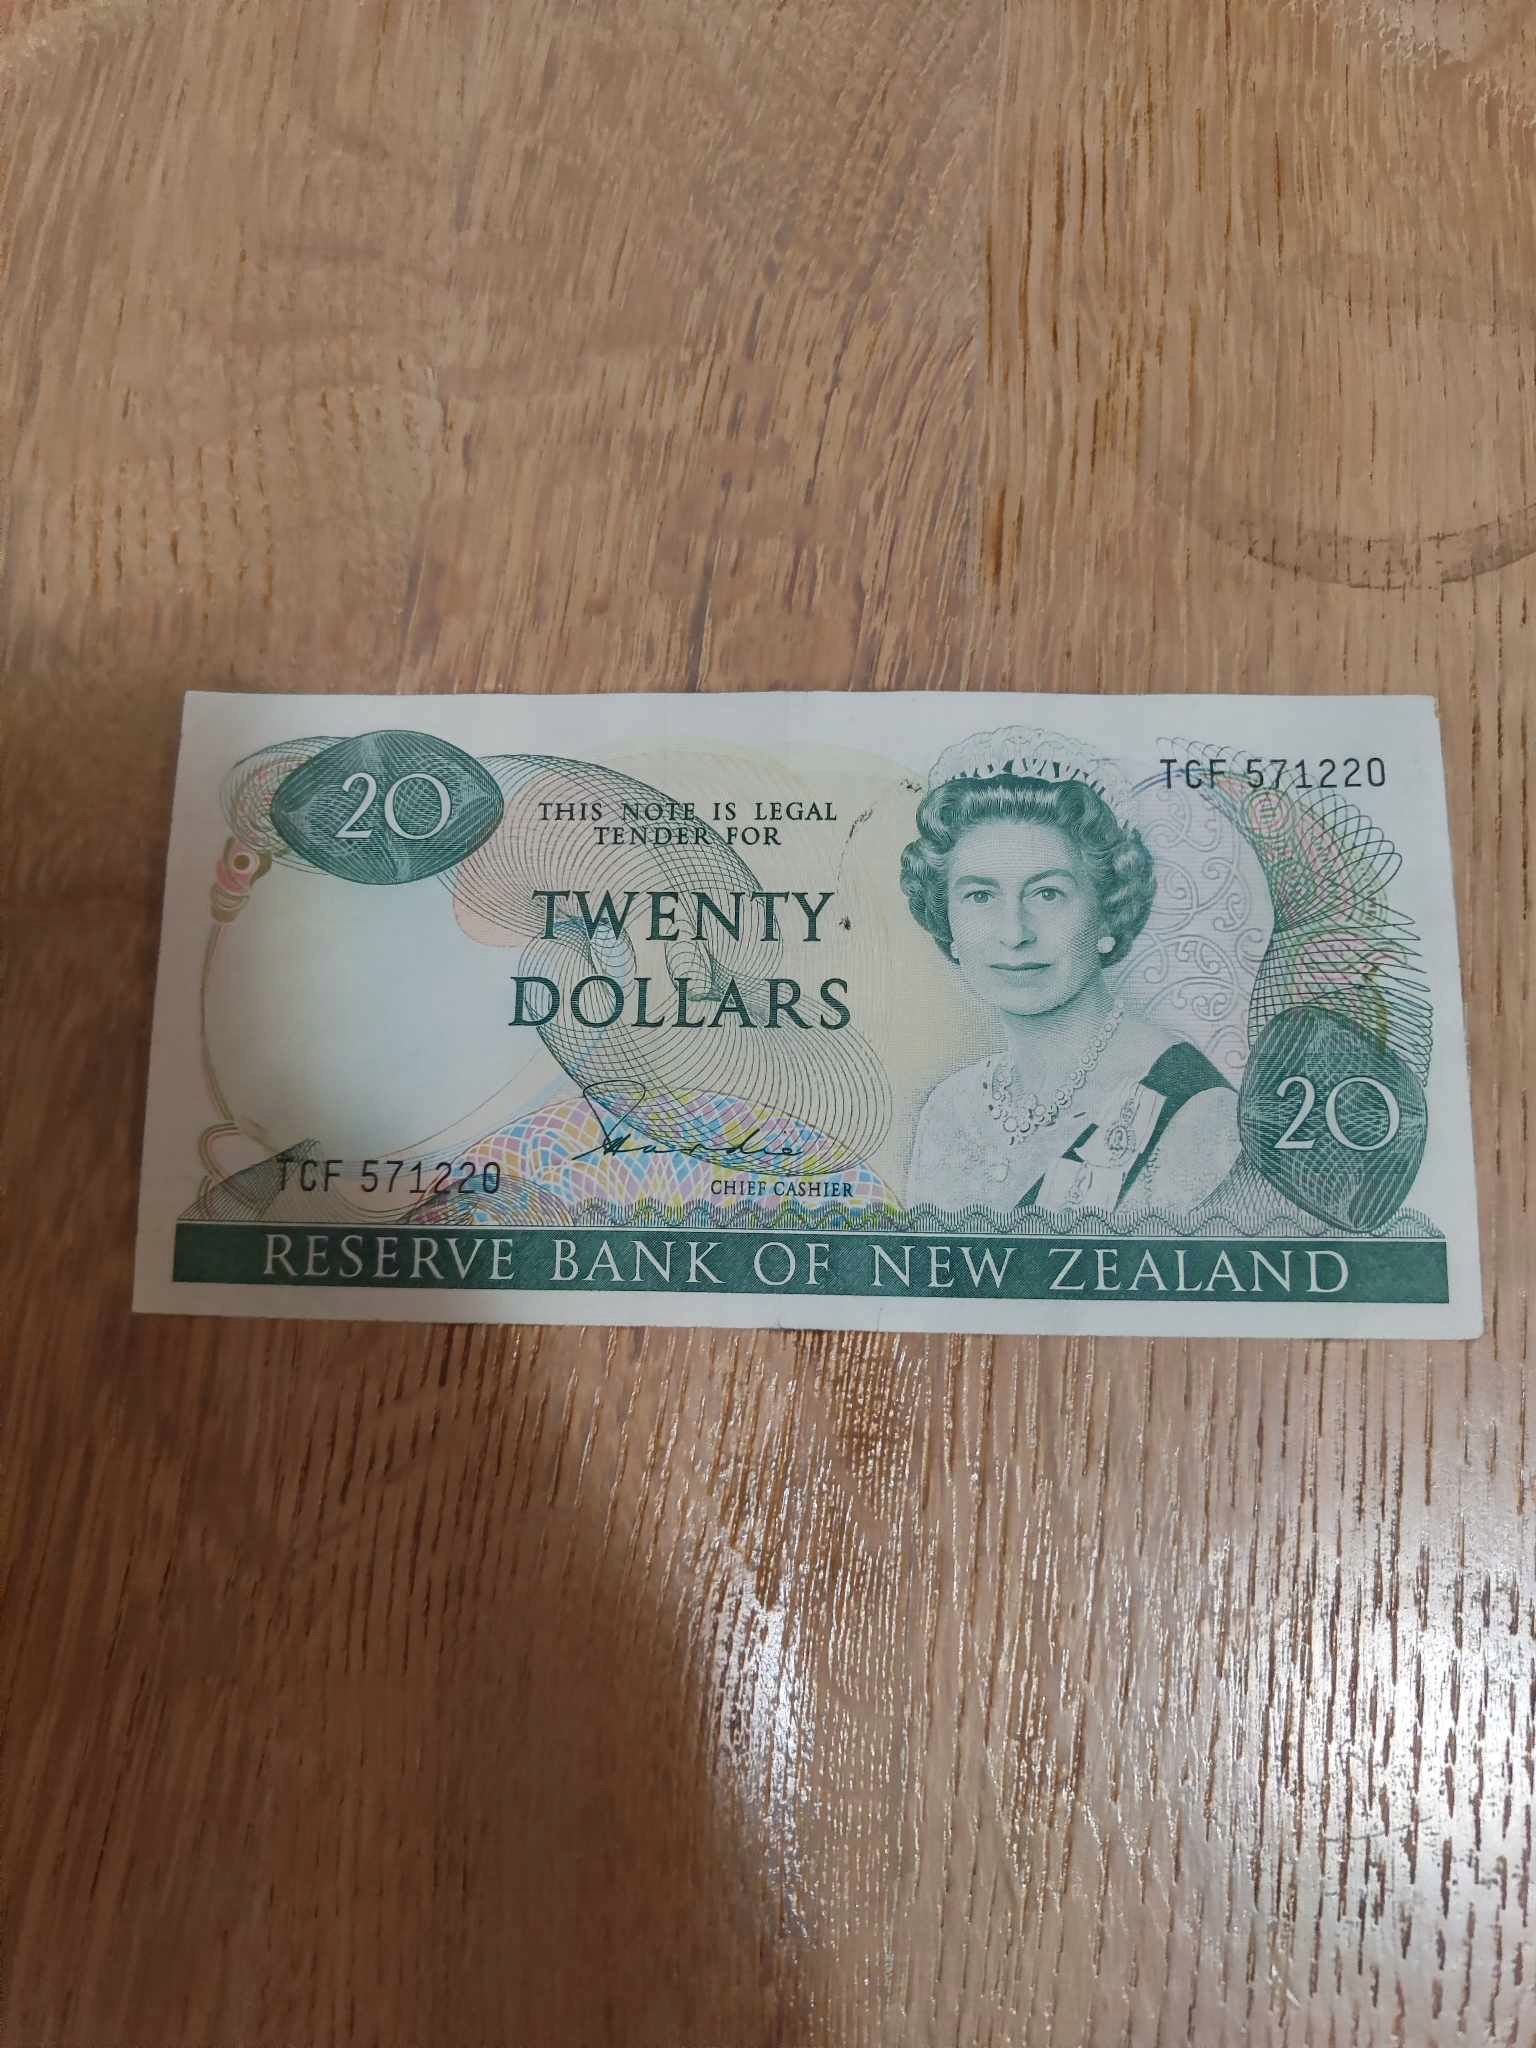 20
TCF 571220
THIS NOTE IS LEGAL
TENDER FOR
TWENTY
DOLLARS
20
Hardie
TCF 571220
CHIEF CASHIER
RESERVE BANK OF NEW ZEALAND